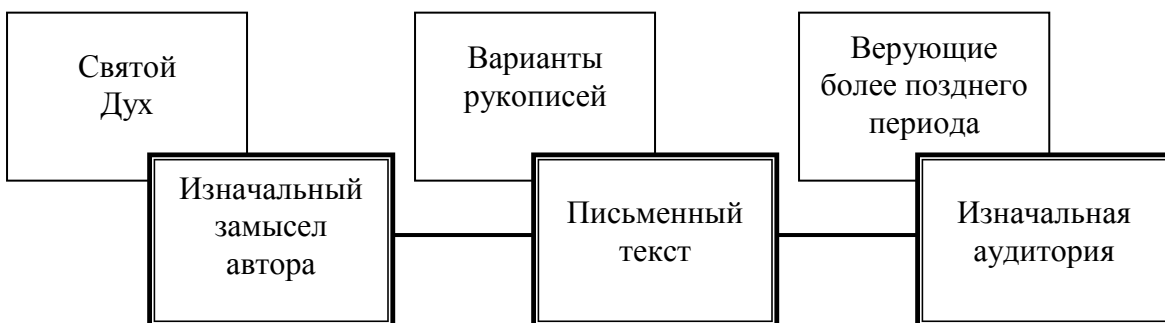 Святой
Дух
Варианты
рукописей
Верующие
более позднего
периода
Изначальный
замысел
автора
Письменный
текст
Изначальная
аудитория